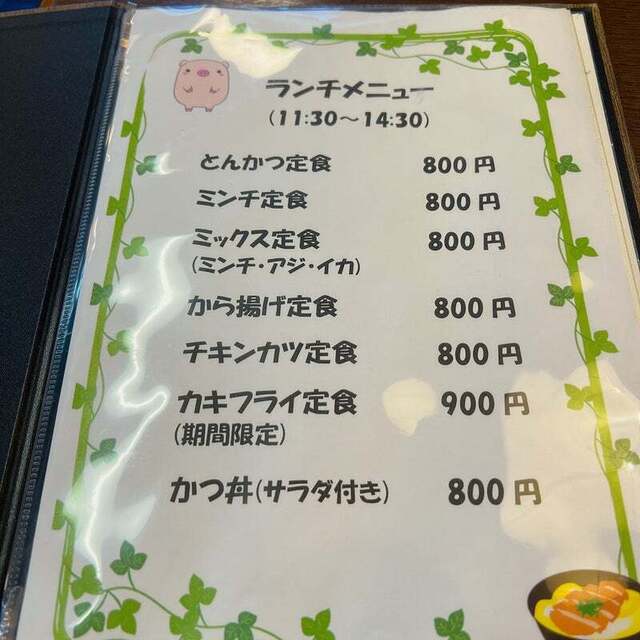 ランチメニュー
(11:30～14:30)
とんかつ定食 800円
ミンチ定食 800円
ミックス定食 800円
(ミンチ・アジ・イカ)
から揚げ定食 800円
チキンカツ定食 800円
カキフライ定食 900円
(期間限定)
かつ丼(サラダ付き) 800円